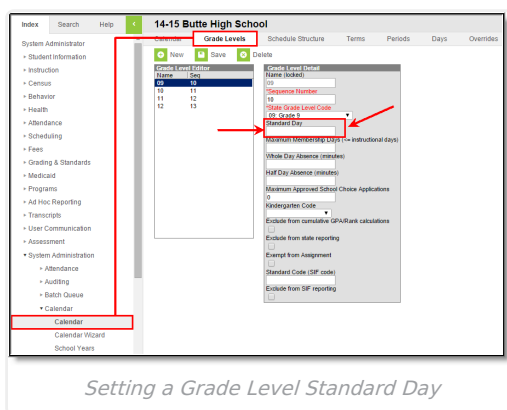 Index Search Help
14-15 Butte High School
System Administrator
Student Information
Instruction
Census
Behavior
Health
Attendance
Scheduling
Fees
Grading & Standards
Medicaid
Programs
Ad Hoc Reporting
Transcripts
User Communication
Assessment
System Administration
Attendance
Auditing
Batch Queue
Calendar
Calendar
Calendar Wizard
School Years
Calendar Grade Levels Schedule Structure Terms Periods Days Overrides
New Save Delete
Grade Level Editor
Name Seq
09 10
10 11
11 12
12 13
Grade Level Detail
Name (locked)
09
*Sequence Number
10
*State Grade Level Code
09: Grade 9
Standard Day
Maximum Membership Days (<= instructional days)
Whole Day Absence (minutes)
Half Day Absence (minutes)
Maximum Approved School Choice Applications
0
Kindergarten Code
Exclude from cumulative GPA/Rank calculations
Exclude from state reporting
Exempt from Assignment
Standard Code (SIF code)
Exclude from SIF reporting
Setting a Grade Level Standard Day